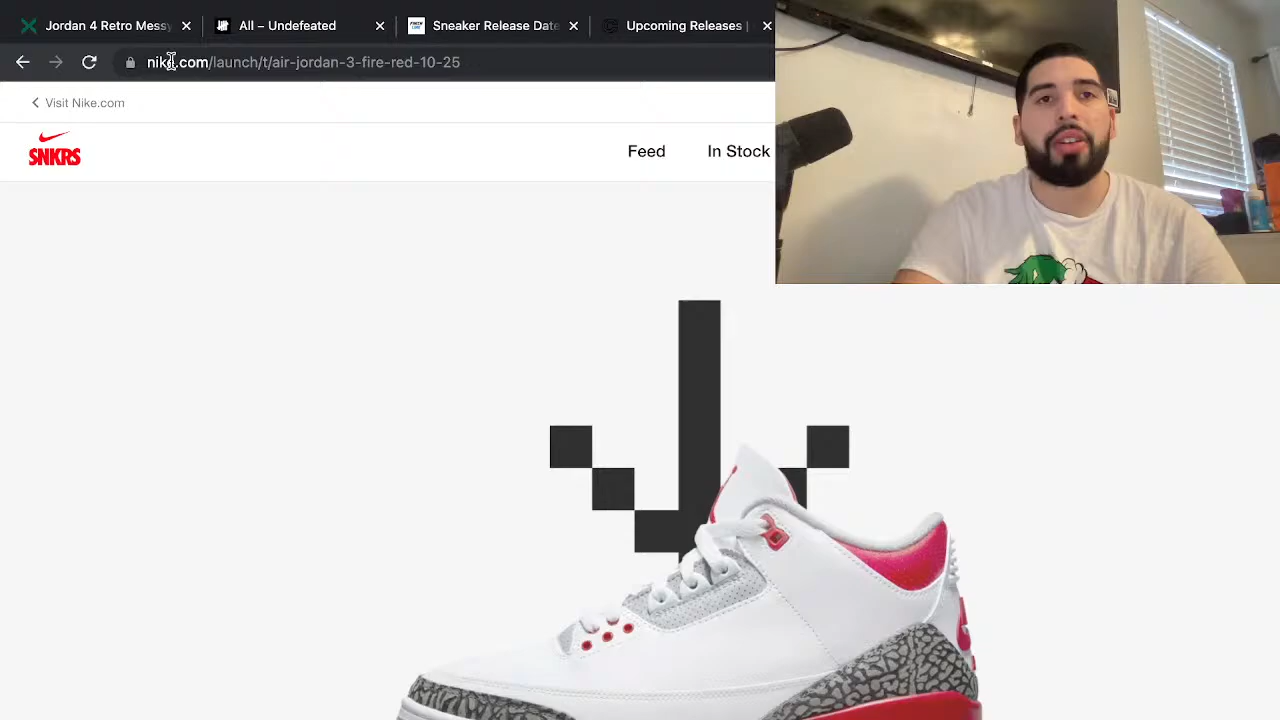 Jordan 4 Retro Messy
All – Undefeated
Sneaker Release Date
Upcoming Releases |
nike.com/launch/t/air-jordan-3-fire-red-10-25
Visit Nike.com
SNKRS
Feed
In Stock